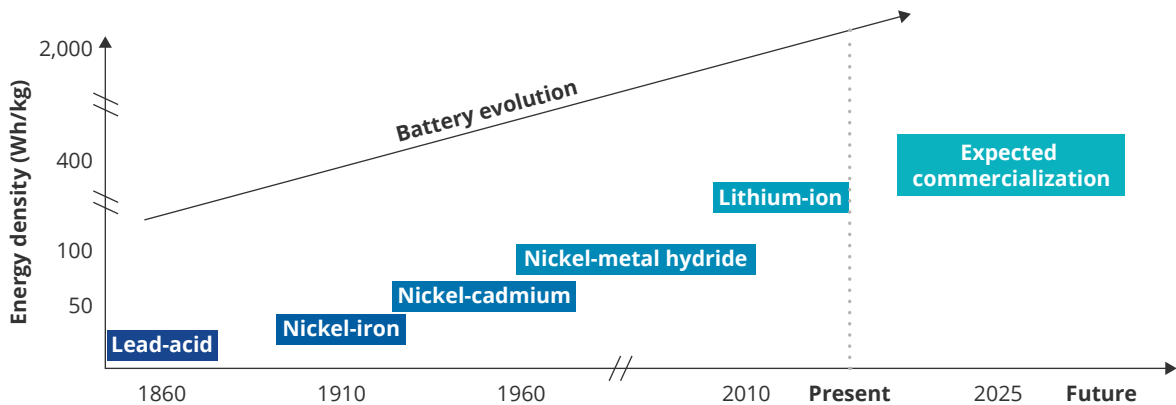 Energy density (Wh/kg)
2,000
400
100
50
Battery evolution
Expected
commercialization
Lithium-ion
Nickel-metal hydride
Nickel-cadmium
Nickel-iron
Lead-acid
1860
1910
1960
2010
Present
2025
Future